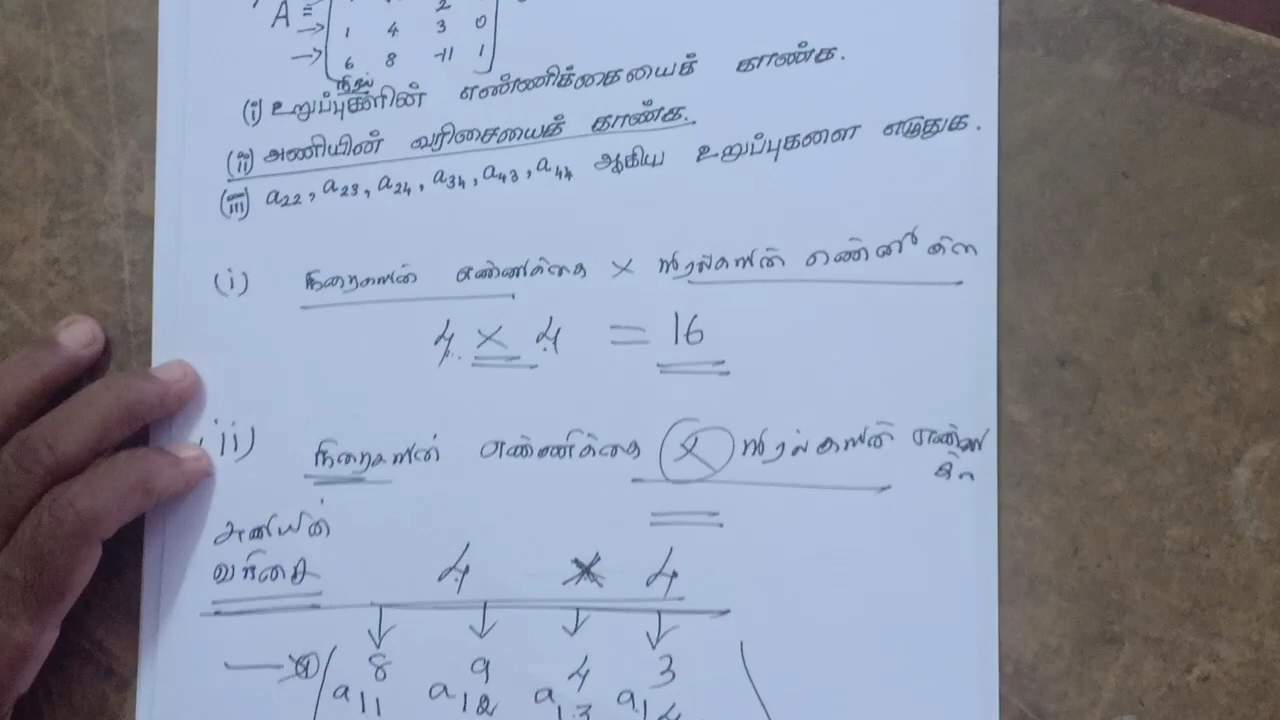 A =
1 4 3 0
6 8 -11 1
(i) உறுப்புகளின் எண்ணிக்கையைக் காண்க.
(ii) அணியின் வரிசையைக் காண்க.
(iii) a22, a23, a24, a34, a43, a44 ஆகிய உறுப்புகளை எழுதுக.
(i) நிரைகளின் எண்ணிக்கை × நிரல்களின்
4 × 4 = 16
ii) நிரைகளின் எண்ணிக்கை × நிரல்களின்
அணியின்
வரிசை 4 × 4
8 9 4 3
a11 a12 a13 a14